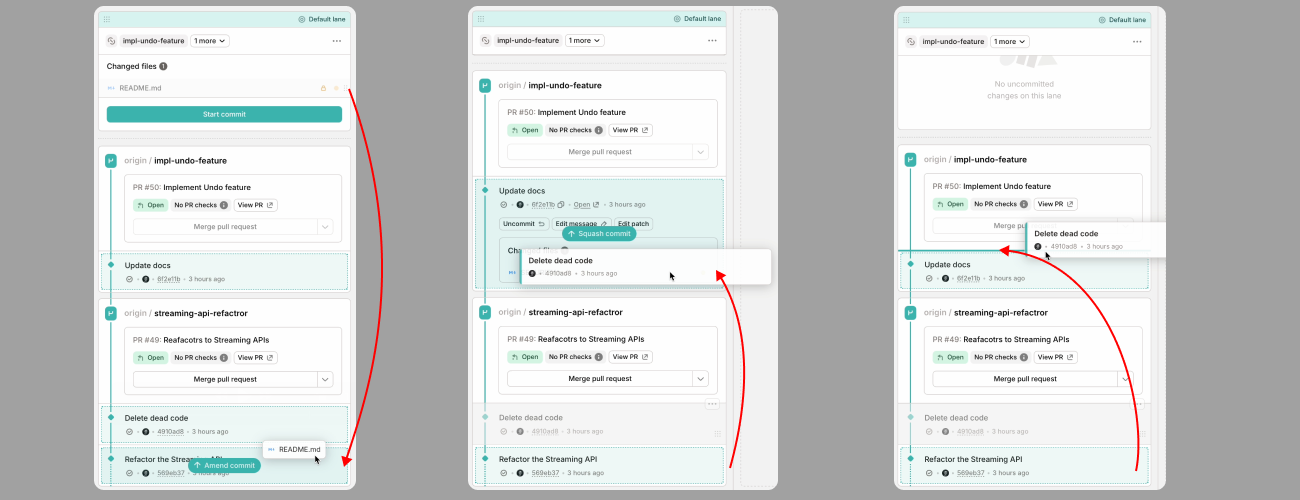 Default lane
impl-undo-feature 1 more
Changed files 1
README.md
Start commit
origin / impl-undo-feature
PR #50: Implement Undo feature
Open No PR checks View PR
Merge pull request
Update docs
6f2e11b • 3 hours ago
origin / streaming-api-refactror
PR #49: Reafacotrs to Streaming APIs
Open No PR checks View PR
Merge pull request
Delete dead code
4910ad8 • 3 hours ago
README.md
Refactor the Streaming API
Amend commit
569eb37 • 3 hours ago
Default lane
impl-undo-feature 1 more
origin / impl-undo-feature
PR #50: Implement Undo feature
Open No PR checks View PR
Merge pull request
Update docs
6f2e11b • Open • 3 hours ago
Uncommit Edit message Edit patch
Squash commit
Delete dead code
4910ad8 • 3 hours ago
origin / streaming-api-refactror
PR #49: Reafacotrs to Streaming APIs
Open No PR checks View PR
Merge pull request
Delete dead code
4910ad8 • 3 hours ago
Refactor the Streaming API
569eb37 • 3 hours ago
Default lane
impl-undo-feature 1 more
No uncommitted
changes on this lane
origin / impl-undo-feature
PR #50: Implement Undo feature
Open No PR checks View PR
Merge pu
Delete dead code
4910ad8 • 3 hours ago
Update docs
6f2e11b • 3 hours ago
origin / streaming-api-refactror
PR #49: Reafacotrs to Streaming APIs
Open No PR checks View PR
Merge pull request
Delete dead code
4910ad8 • 3 hours ago
Refactor the Streaming API
569eb37 • 3 hours ago